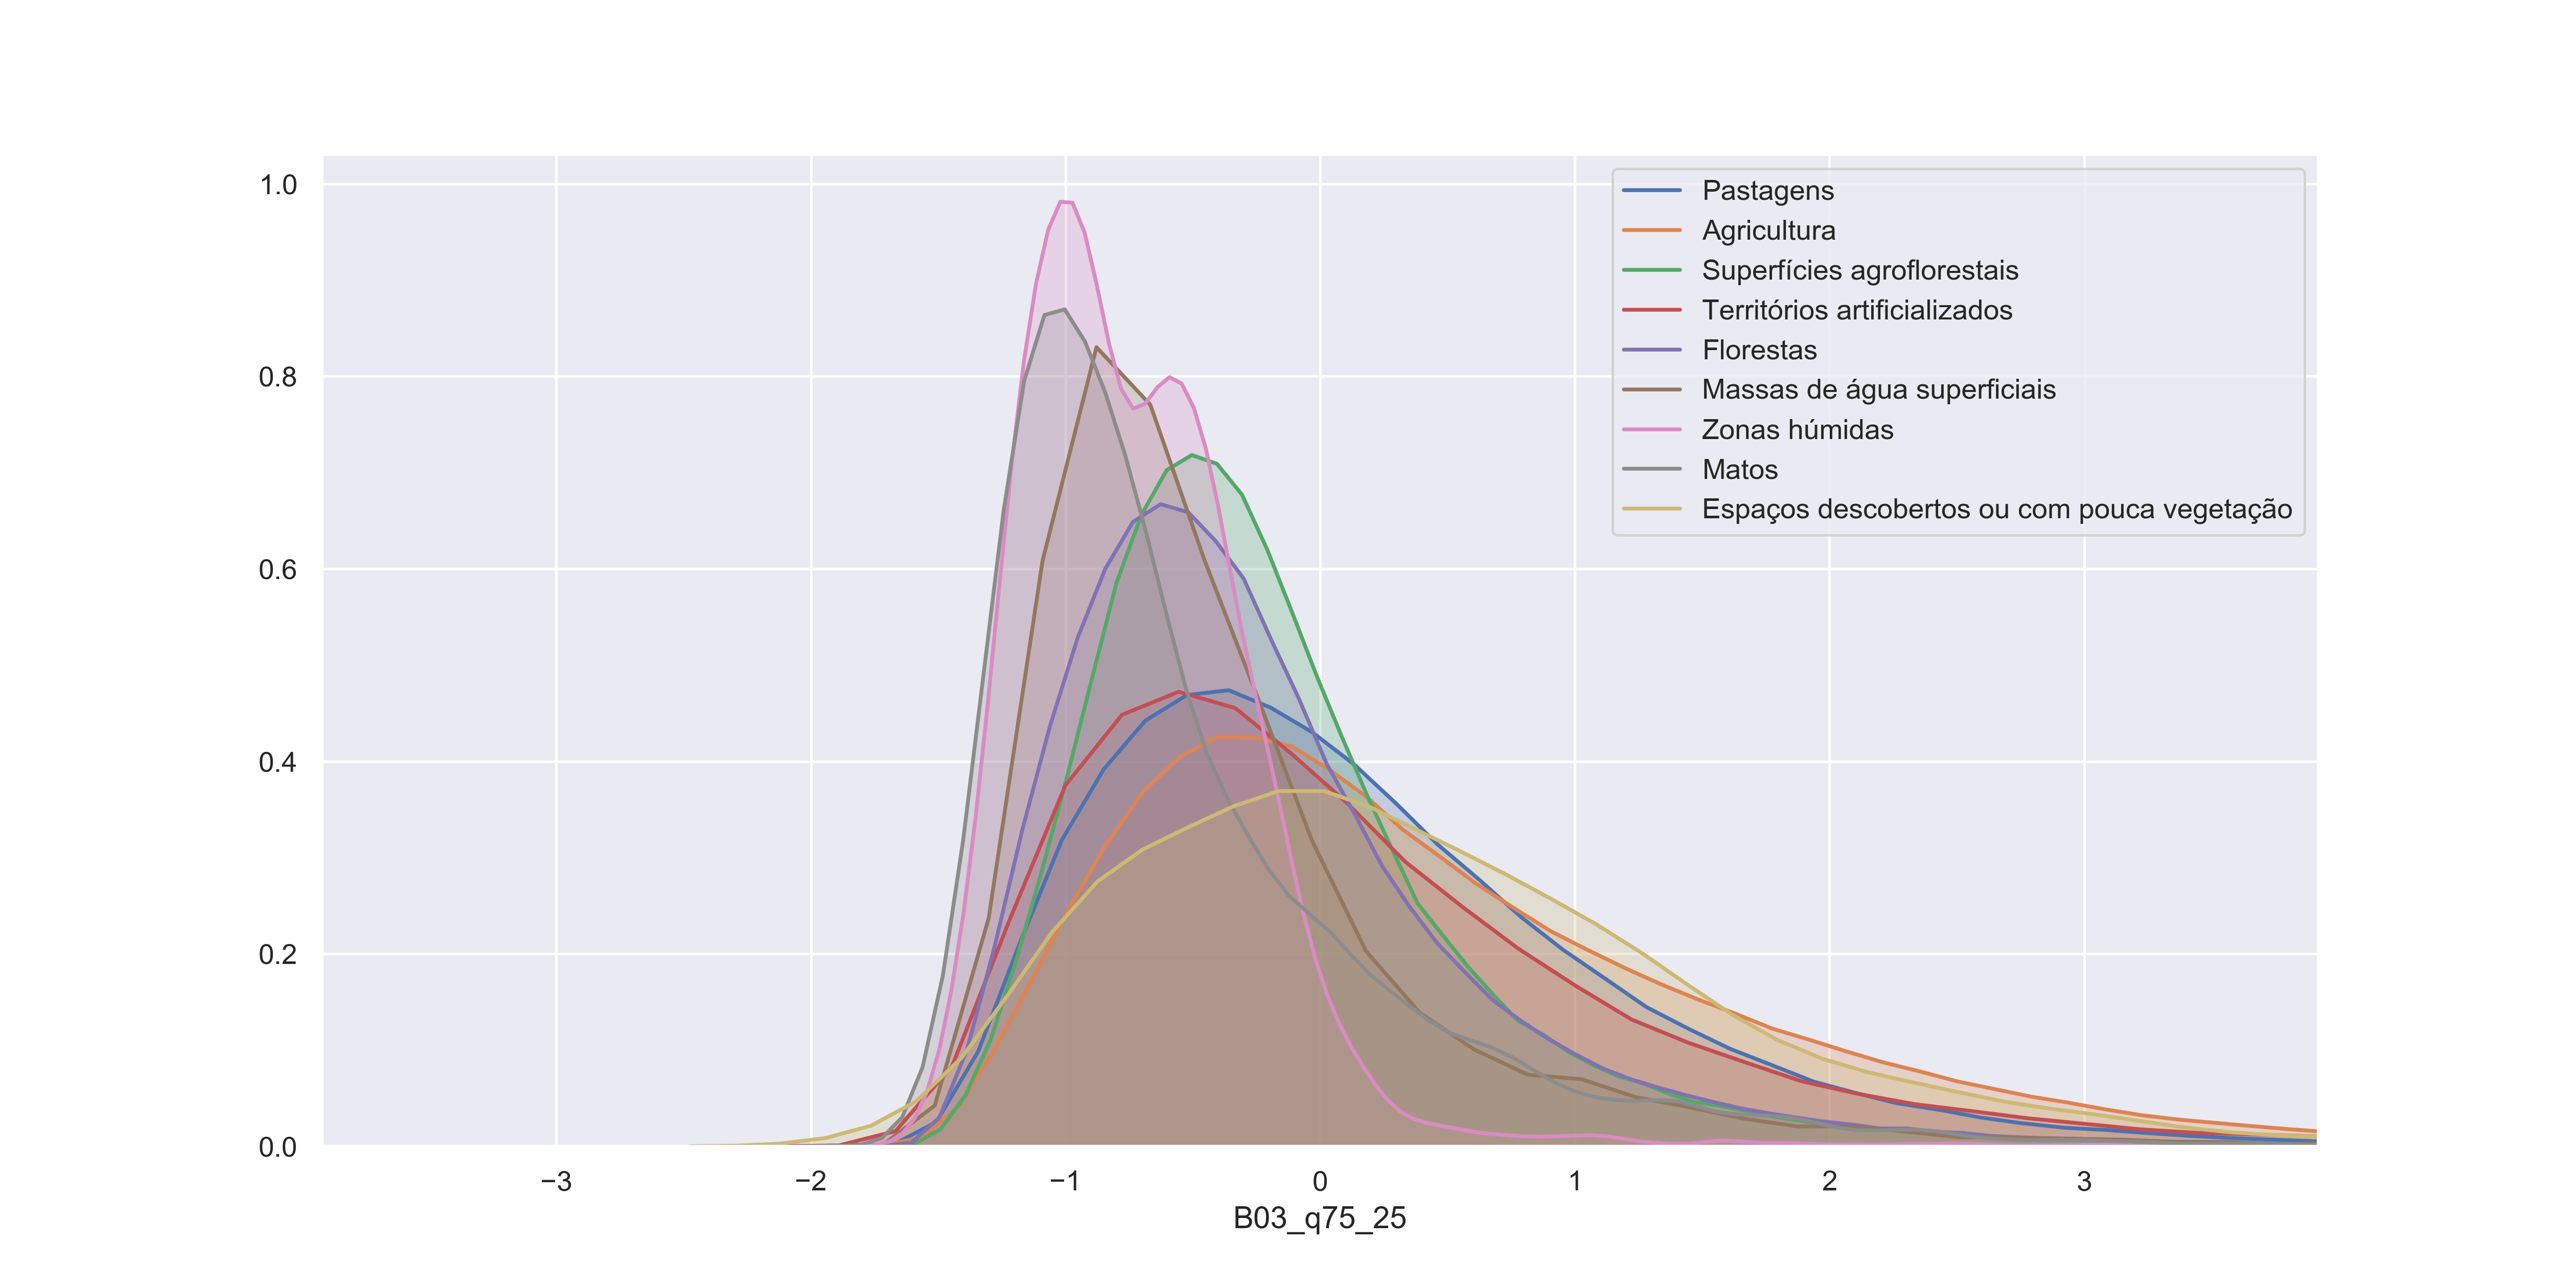 1.0
0.8
0.6
0.4
0.2
0.0
Pastagens
Agricultura
Superfícies agroflorestais
Territórios artificializados
Florestas
Massas de água superficiais
Zonas húmidas
Matos
Espaços descobertos ou com pouca vegetação
−3 −2 −1 0 1 2 3
B03_q75_25